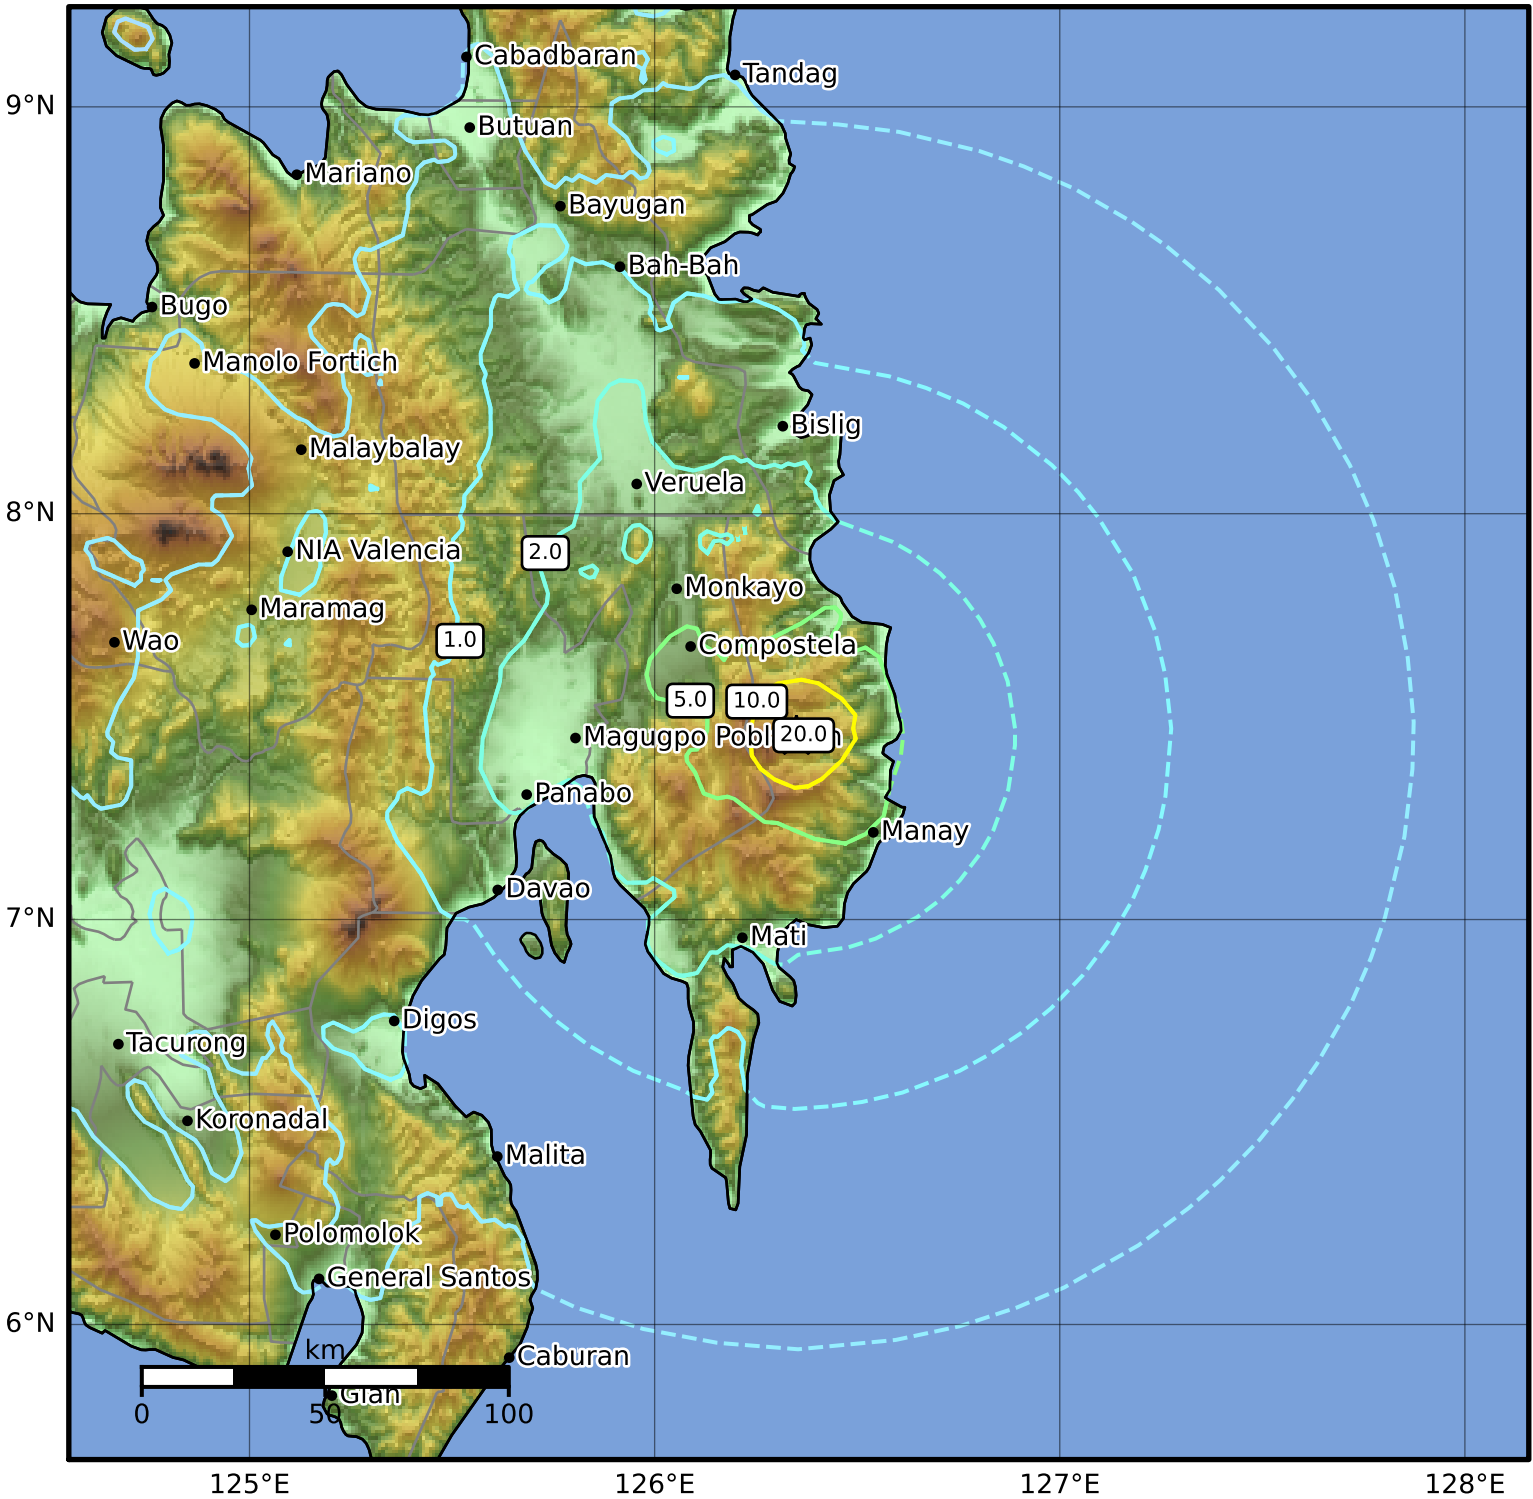 Cabadbaran
Tandag
9°N
Butuan
Mariano
Bayugan
Bah-Bah
Bugo
Manolo Fortich
Bislig
Malaybalay
Veruela
8°N
NIA Valencia
2.0
Monkayo
Maramag
Wao
1.0
Compostela
5.0
10.0
Magugpo
20.0
Panabo
Manay
Davao
7°N
Mati
Digos
Tacurong
Koronadal
Malita
Polomolok
General Santos
6°N
km
Caburan
Glan
0
50
100
125°E
126°E
127°E
128°E